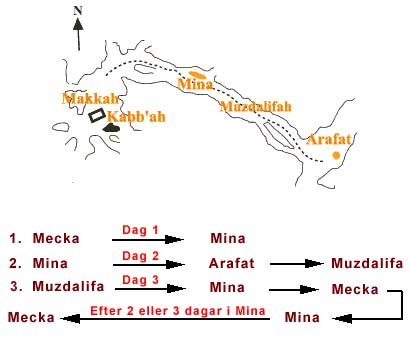 N
Mina
Makkah
Kabb'ah
Muzdalifah
Arafat
1. Mecka Dag 1 Mina
2. Mina Dag 2 Arafat Muzdalifa
3. Muzdalifa Dag 3 Mina Mecka
Mecka Efter 2 eller 3 dagar i Mina Mina